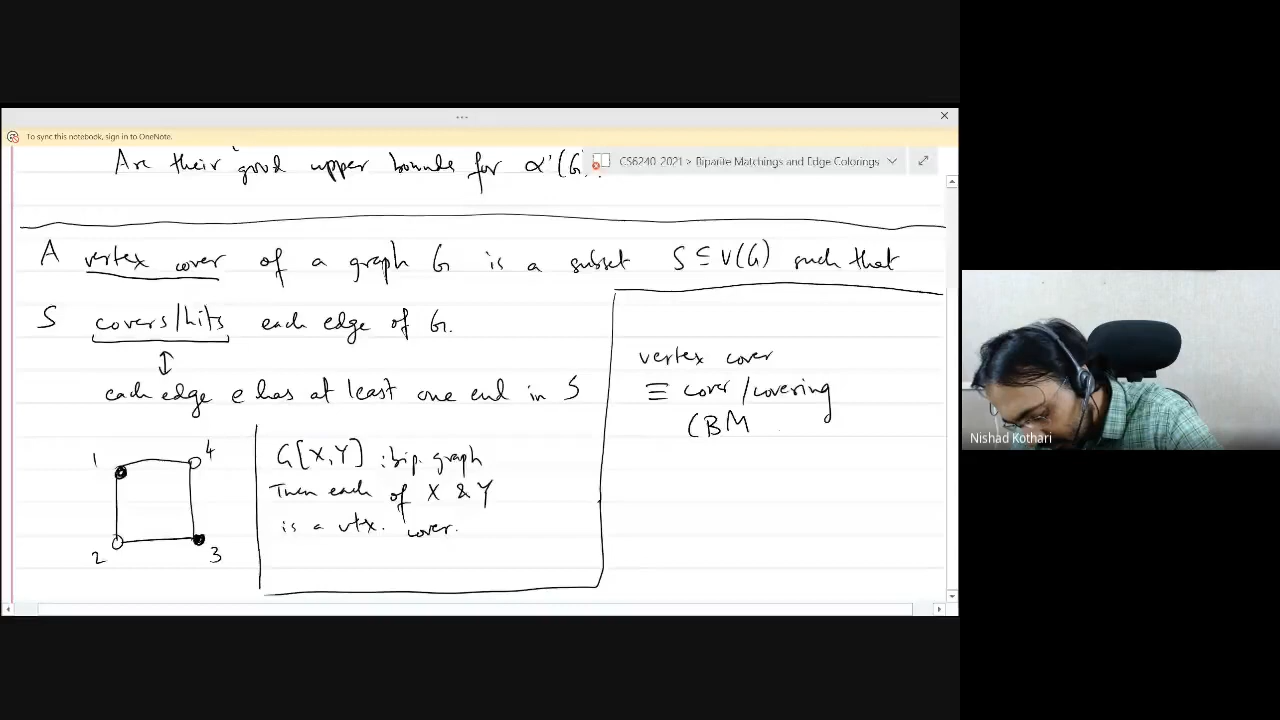 To sync this notebook, sign in to OneNote.
Are their good upper bounds for α'(G).
CS6240_2021 > Biparite Matchings and Edge Colorings
A vertex cover of a graph G is a subset S ⊆ V(G) such that
S covers/hits each edge of G.
↕
each edge e has at least one end in S
1 4
2 3
G[X,Y] : bip. graph
Then each of X & Y
is a vtx. cover.
vertex cover
≡ cover/covering
(BM
Nishad Kothari